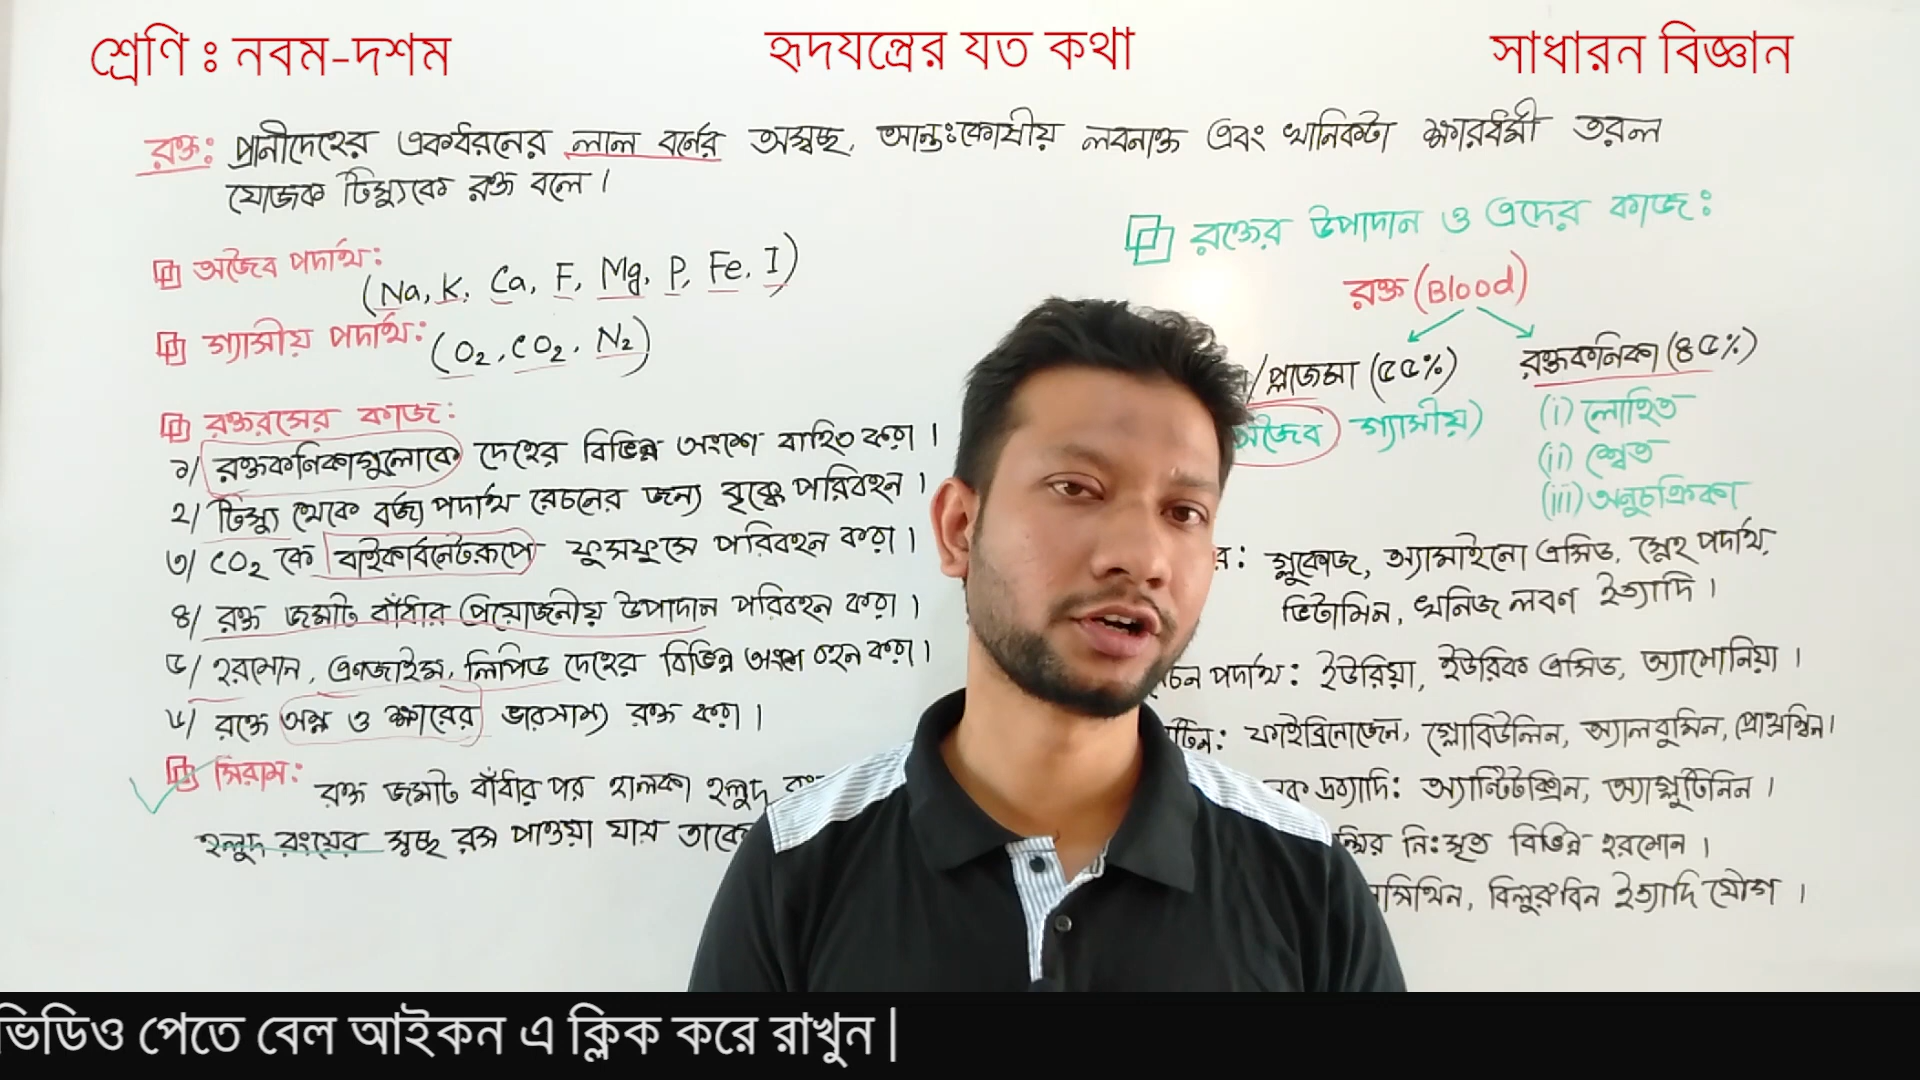 শ্রেণি ঃ নবম-দশম
হৃদযন্ত্রের যত কথা
সাধারন বিজ্ঞান
রক্ত: প্রানীদেহের একধরনের লাল বর্নের অস্বচ্ছ, আন্তঃকোষীয় লবনাক্ত এবং খানিকটা ক্ষারধর্মী তরল
যোজক টিস্যুকে রক্ত বলে।
অজৈব পদার্থ:
(Na, K, Ca, F, Mg, P, Fe, I)
গ্যাসীয় পদার্থ:
(O₂, CO₂, N₂)
রক্তরসের কাজ:
১/ রক্তকনিকাগুলোকে দেহের বিভিন্ন অংশে বাহিত করা।
২/ টিস্যু থেকে বর্জ্য পদার্থ রেচনের জন্য বৃক্কে পরিবহন।
৩/ CO₂ কে বাইকার্বনেটরূপে ফুসফুসে পরিবহন করা।
৪/ রক্ত জমাট বাঁধার প্রয়োজনীয় উপাদান পরিবহন করা।
৫/ হরমোন, এনজাইম, লিপিড দেহের বিভিন্ন অংশে বহন করা।
৬/ রক্তে অম্ল ও ক্ষারের ভারসাম্য রক্ষা করা।
সিরাম: রক্ত জমাট বাঁধার পর হালকা হলুদ
হলুদ রংয়ের স্বচ্ছ রস পাওয়া যায় তাকে
রক্তের উপাদান ও এদের কাজ:
রক্ত (Blood)
/প্লাজমা (৫৫%)
রক্তকনিকা (৪৫%)
অজৈব গ্যাসীয়)
(i) লোহিত
(ii) শ্বেত
(iii) অনুচক্রিকা
র: গ্লুকোজ, অ্যামাইনো এসিড, স্নেহ পদার্থ,
ভিটামিন, খনিজ লবণ ইত্যাদি।
চন পদার্থ: ইউরিয়া, ইউরিক এসিড, অ্যামোনিয়া।
টিন: ফাইব্রিনোজেন, গ্লোবিউলিন, অ্যালবুমিন, প্রোথ্রম্বিন।
ক দ্রব্যাদি: অ্যান্টিটক্সিন, অ্যাগ্লুটিনিন।
ন্থির নিঃসৃত বিভিন্ন হরমোন।
সিথিন, বিলুরুবিন ইত্যাদি যৌগ।
ভিডিও পেতে বেল আইকন এ ক্লিক করে রাখুন|